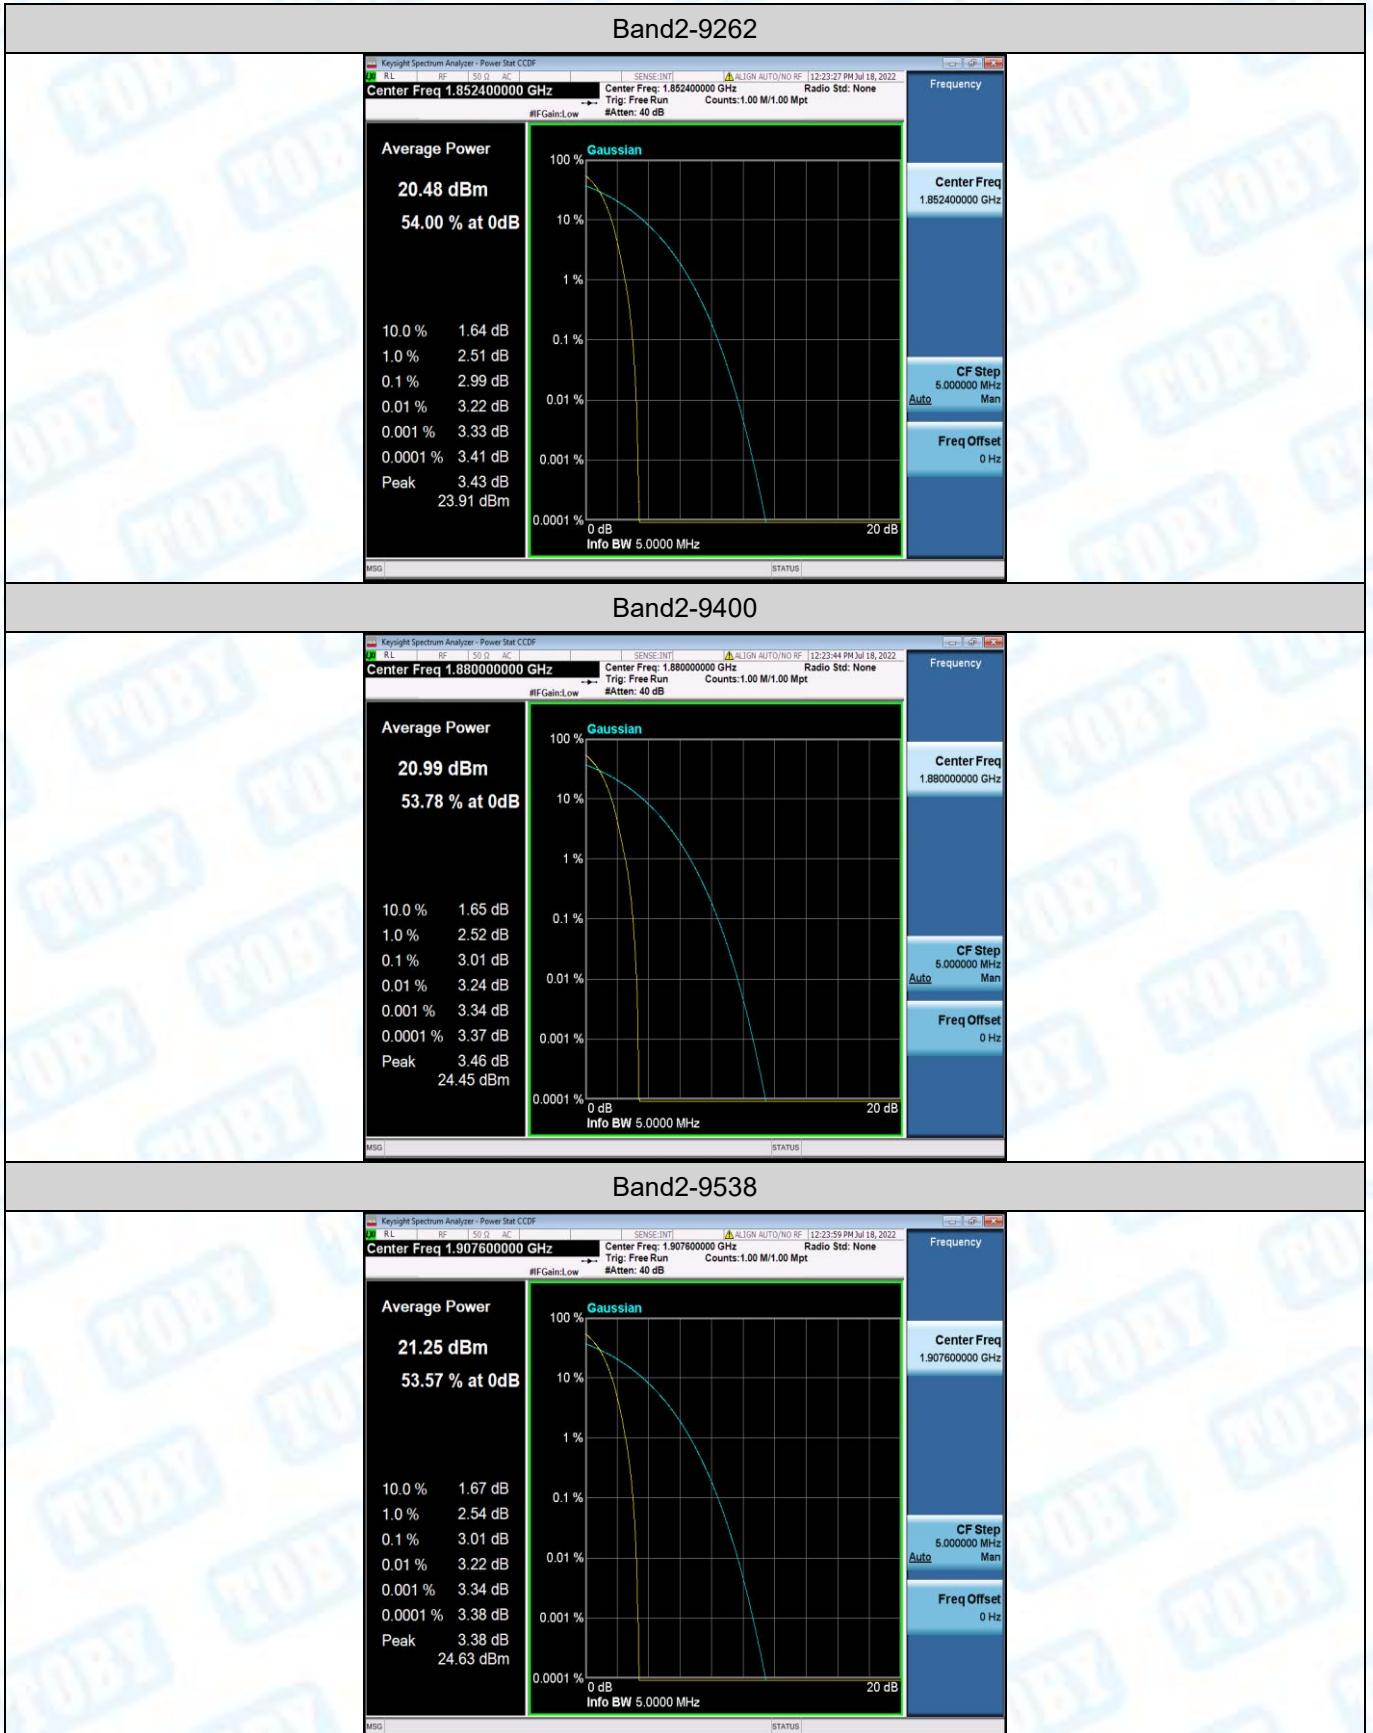 Band2-9262
Keysight Spectrum Analyzer - Power Stat CCDF
RL RF 50 Ω AC SENSE:INT ALIGN AUTO/NO RF 12:23:27 PM Jul 18, 2022
Center Freq 1.852400000 GHz
Center Freq: 1.852400000 GHz Radio Std: None
Trig: Free Run Counts:1.00 M/1.00 Mpt
#IFGain:Low #Atten: 40 dB
Frequency
Average Power
20.48 dBm
54.00 % at 0dB
10.0 % 1.64 dB
1.0 % 2.51 dB
0.1 % 2.99 dB
0.01 % 3.22 dB
0.001 % 3.33 dB
0.0001 % 3.41 dB
Peak 3.43 dB
23.91 dBm
Gaussian
100 %
10 %
1 %
0.1 %
0.01 %
0.001 %
0.0001 %
0 dB 20 dB
Info BW 5.0000 MHz
Center Freq
1.852400000 GHz
CF Step
5.000000 MHz
Auto Man
Freq Offset
0 Hz
MSG STATUS
Band2-9400
Keysight Spectrum Analyzer - Power Stat CCDF
RL RF 50 Ω AC SENSE:INT ALIGN AUTO/NO RF 12:23:44 PM Jul 18, 2022
Center Freq 1.880000000 GHz
Center Freq: 1.880000000 GHz Radio Std: None
Trig: Free Run Counts:1.00 M/1.00 Mpt
#IFGain:Low #Atten: 40 dB
Frequency
Average Power
20.99 dBm
53.78 % at 0dB
10.0 % 1.65 dB
1.0 % 2.52 dB
0.1 % 3.01 dB
0.01 % 3.24 dB
0.001 % 3.34 dB
0.0001 % 3.37 dB
Peak 3.46 dB
24.45 dBm
Gaussian
100 %
10 %
1 %
0.1 %
0.01 %
0.001 %
0.0001 %
0 dB 20 dB
Info BW 5.0000 MHz
Center Freq
1.880000000 GHz
CF Step
5.000000 MHz
Auto Man
Freq Offset
0 Hz
MSG STATUS
Band2-9538
Keysight Spectrum Analyzer - Power Stat CCDF
RL RF 50 Ω AC SENSE:INT ALIGN AUTO/NO RF 12:23:59 PM Jul 18, 2022
Center Freq 1.907600000 GHz
Center Freq: 1.907600000 GHz Radio Std: None
Trig: Free Run Counts:1.00 M/1.00 Mpt
#IFGain:Low #Atten: 40 dB
Frequency
Average Power
21.25 dBm
53.57 % at 0dB
10.0 % 1.67 dB
1.0 % 2.54 dB
0.1 % 3.01 dB
0.01 % 3.22 dB
0.001 % 3.34 dB
0.0001 % 3.38 dB
Peak 3.38 dB
24.63 dBm
Gaussian
100 %
10 %
1 %
0.1 %
0.01 %
0.001 %
0.0001 %
0 dB 20 dB
Info BW 5.0000 MHz
Center Freq
1.907600000 GHz
CF Step
5.000000 MHz
Auto Man
Freq Offset
0 Hz
MSG STATUS
TOBY